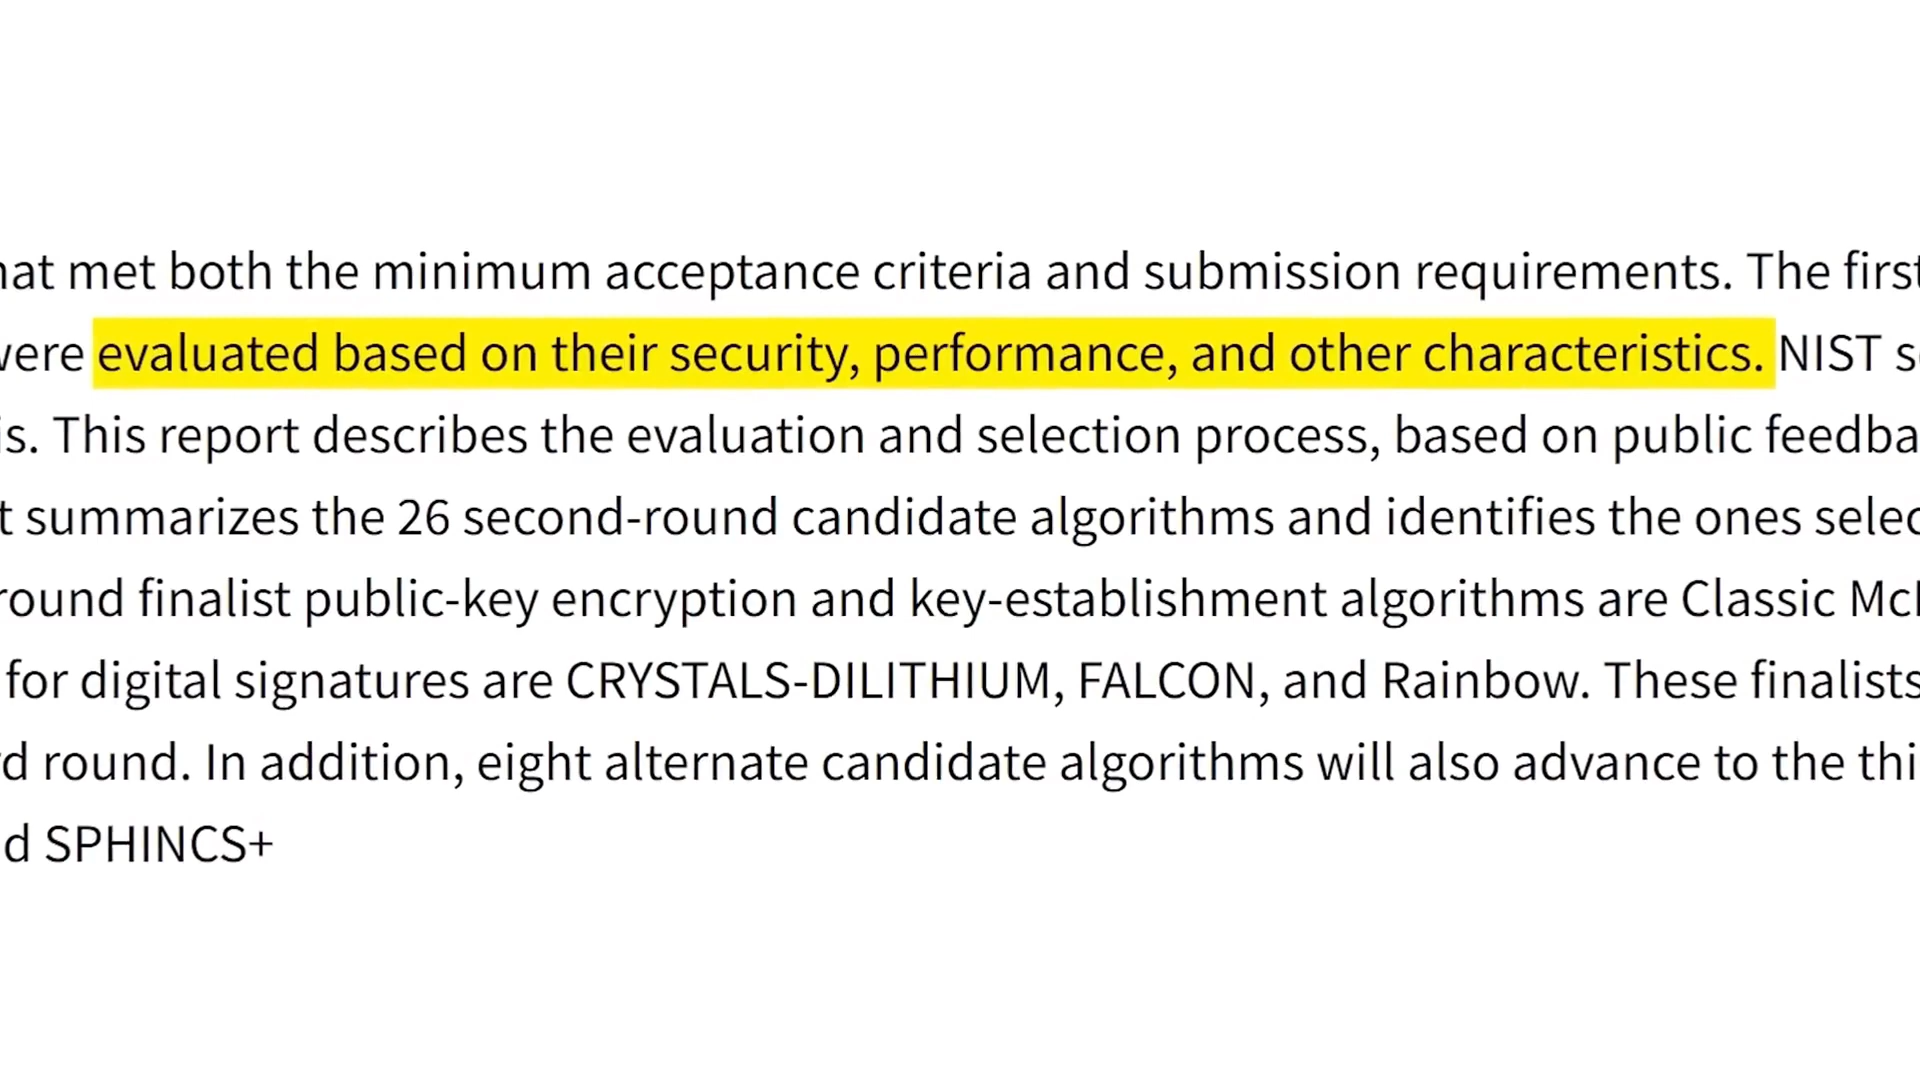 hat met both the minimum acceptance criteria and submission requirements. The first
were evaluated based on their security, performance, and other characteristics. NIST s
is. This report describes the evaluation and selection process, based on public feedba
t summarizes the 26 second-round candidate algorithms and identifies the ones selec
round finalist public-key encryption and key-establishment algorithms are Classic McE
for digital signatures are CRYSTALS-DILITHIUM, FALCON, and Rainbow. These finalists
rd round. In addition, eight alternate candidate algorithms will also advance to the thi
d SPHINCS+